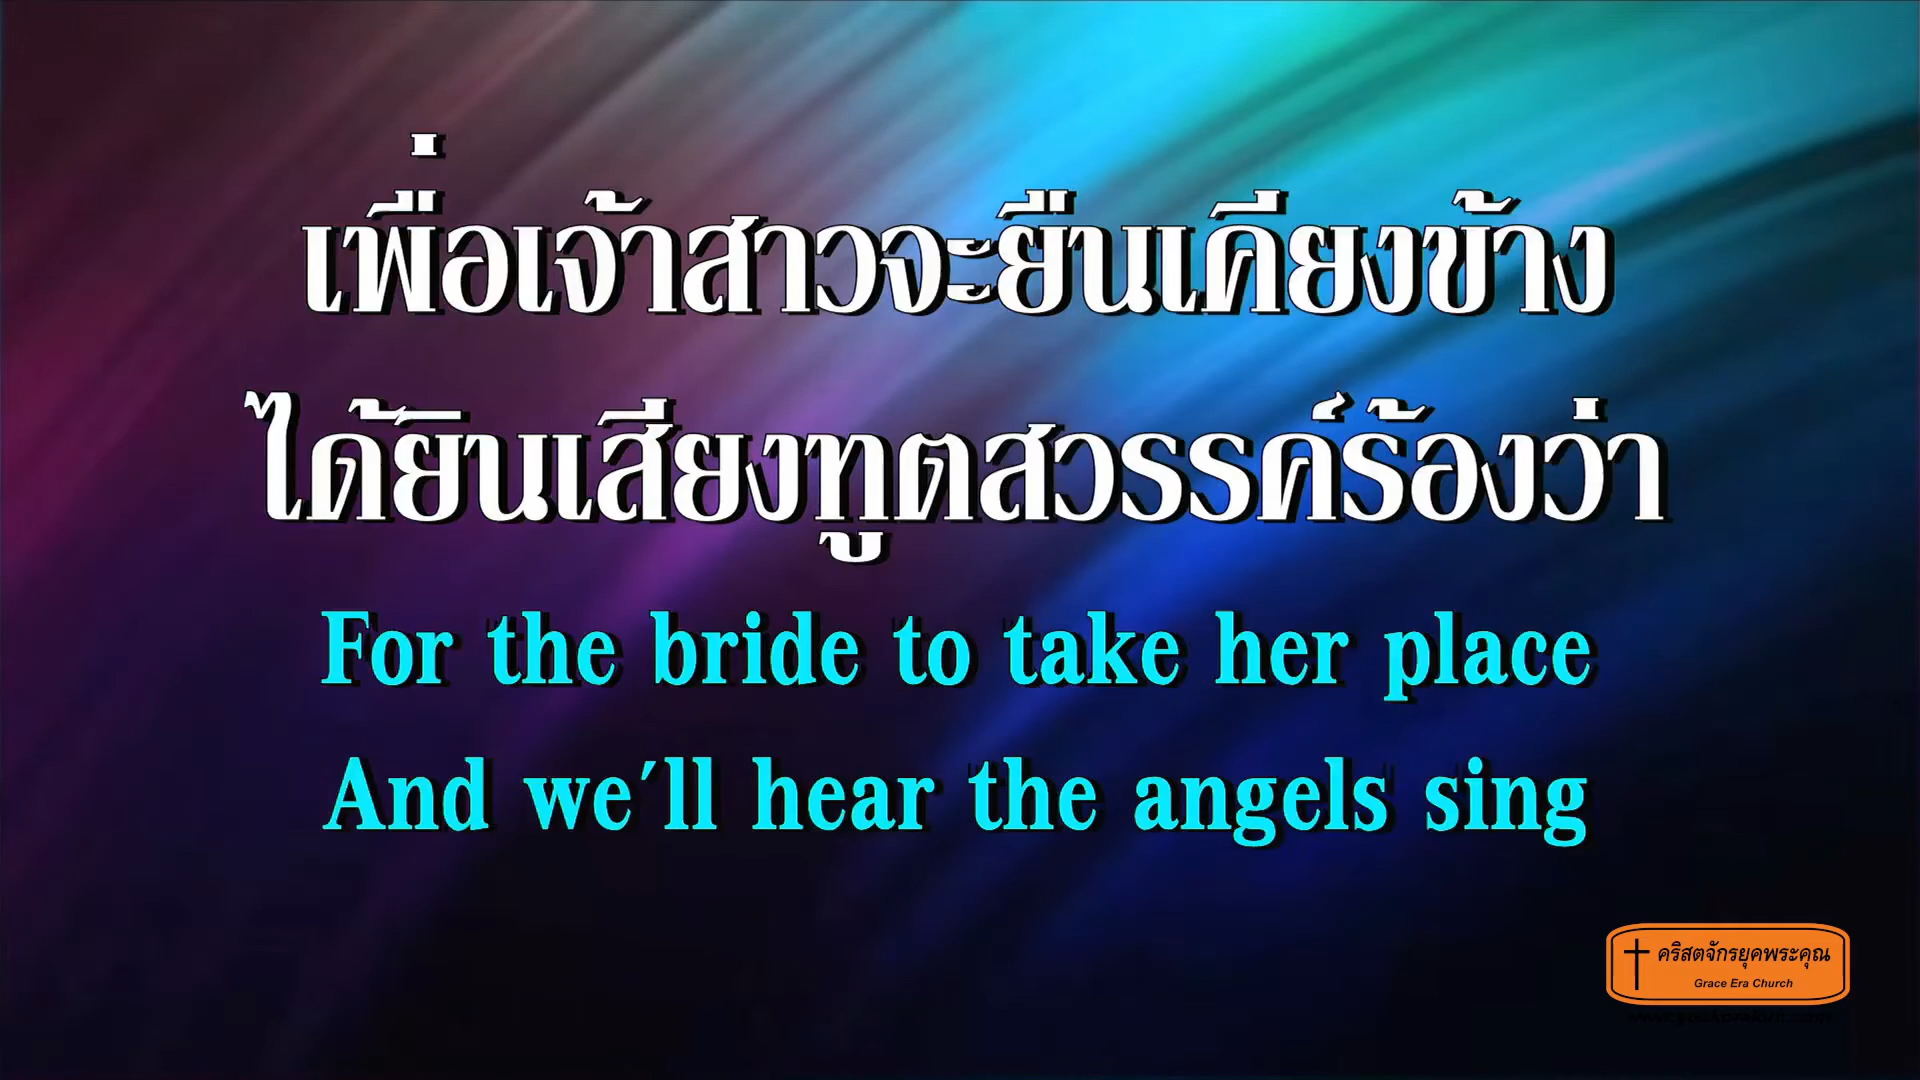 เพื่อเจ้าสาวจะยืนเคียงข้าง
ได้ยินเสียงทูตสวรรค์ร้องว่า
For the bride to take her place
And we'll hear the angels sing
คริสตจักรยุคพระคุณ
Grace Era Church